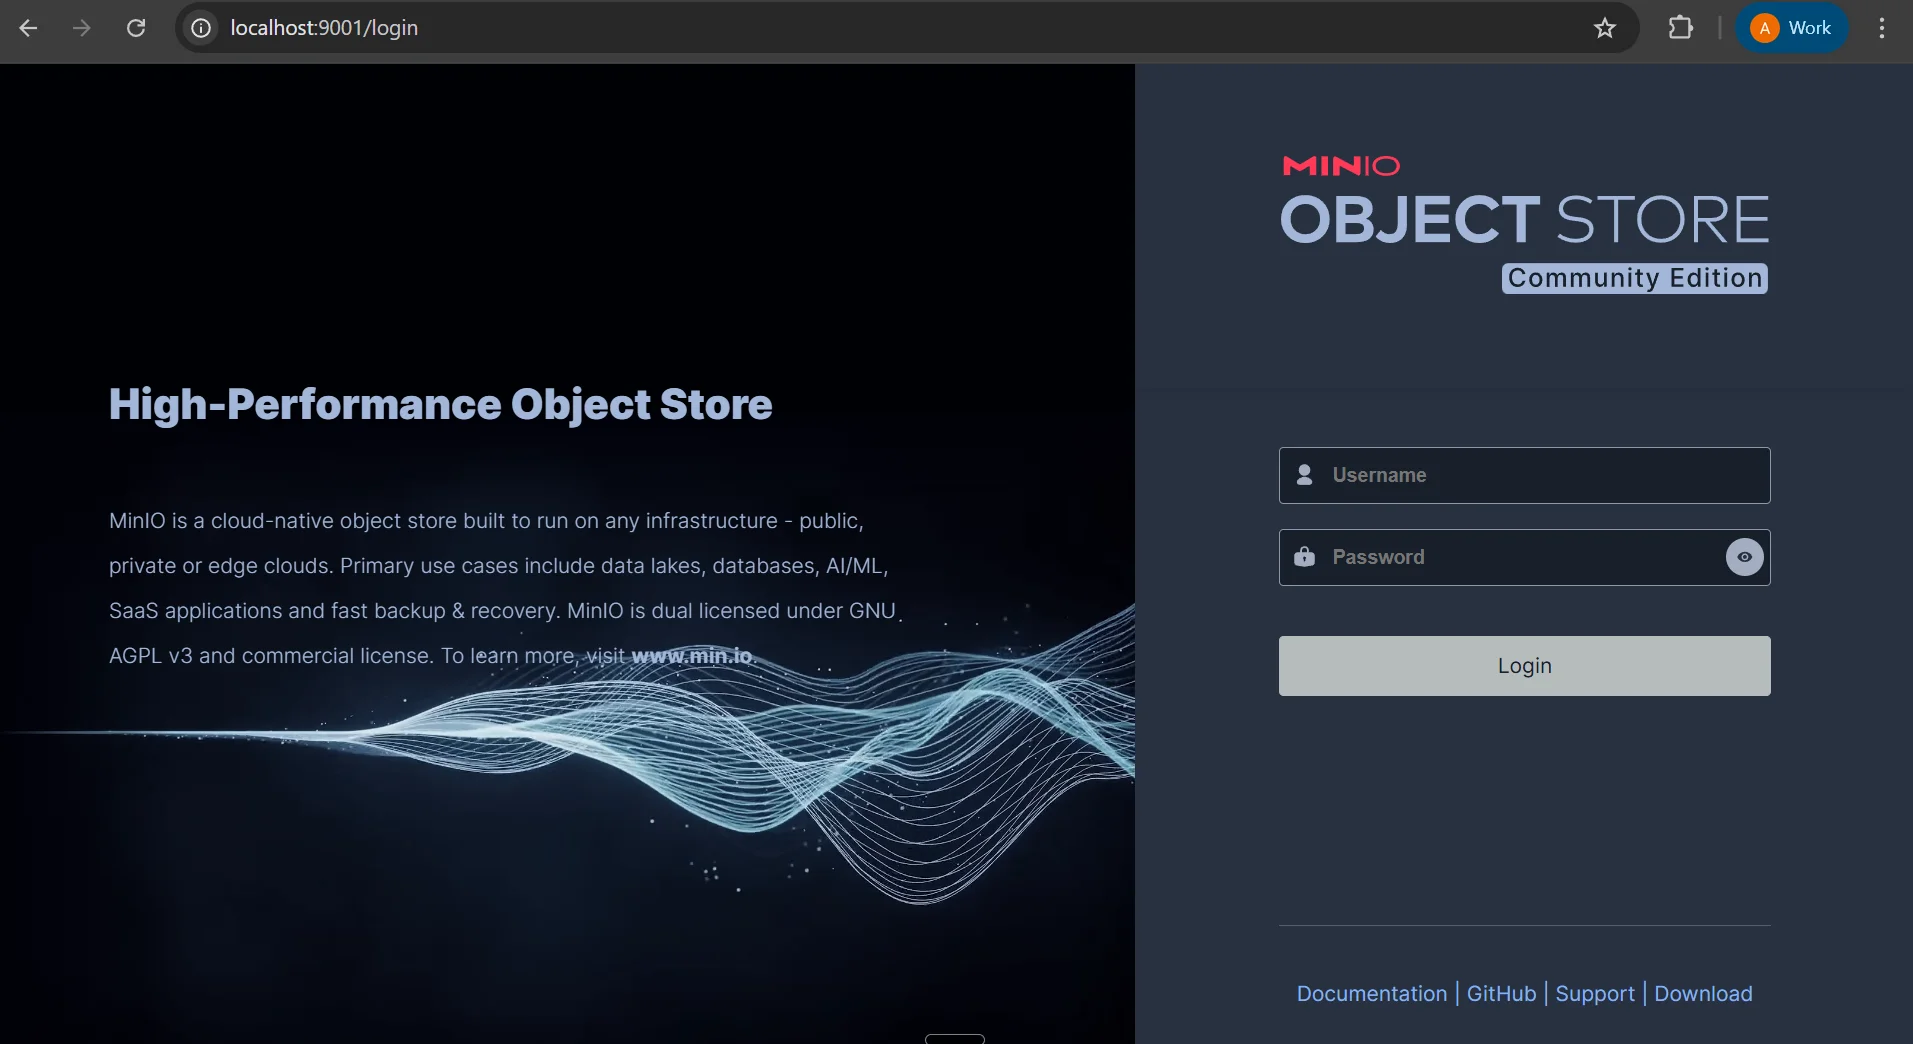 localhost:9001/login
A Work
High-Performance Object Store
MinIO is a cloud-native object store built to run on any infrastructure - public,
private or edge clouds. Primary use cases include data lakes, databases, AI/ML,
SaaS applications and fast backup & recovery. MinIO is dual licensed under GNU
AGPL v3 and commercial license. To learn more, visit www.min.io.
MINIO
OBJECT STORE
Community Edition
Username
Password
Login
Documentation | GitHub | Support | Download